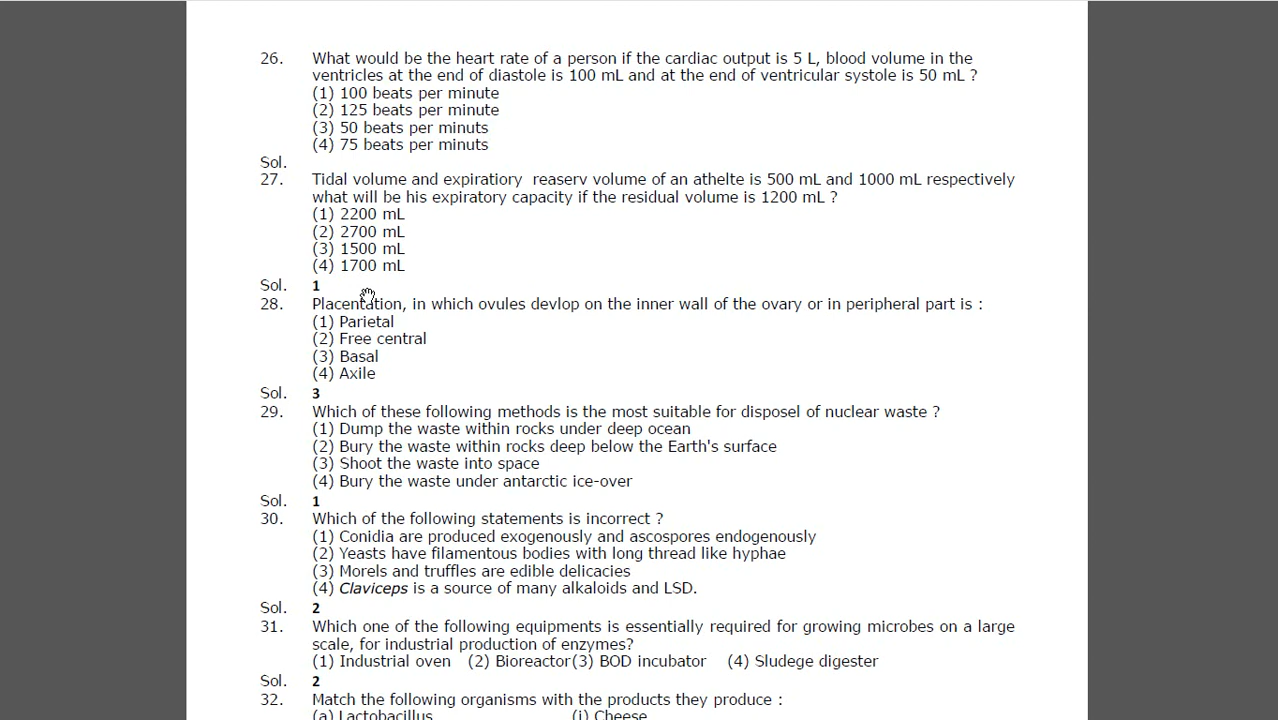 26. What would be the heart rate of a person if the cardiac output is 5 L, blood volume in the
ventricles at the end of diastole is 100 mL and at the end of ventricular systole is 50 mL ?
(1) 100 beats per minute
(2) 125 beats per minute
(3) 50 beats per minuts
(4) 75 beats per minuts
Sol.
27. Tidal volume and expiratiory reaserv volume of an athelte is 500 mL and 1000 mL respectively
what will be his expiratory capacity if the residual volume is 1200 mL ?
(1) 2200 mL
(2) 2700 mL
(3) 1500 mL
(4) 1700 mL
Sol. 1
28. Placentation, in which ovules devlop on the inner wall of the ovary or in peripheral part is :
(1) Parietal
(2) Free central
(3) Basal
(4) Axile
Sol. 3
29. Which of these following methods is the most suitable for disposel of nuclear waste ?
(1) Dump the waste within rocks under deep ocean
(2) Bury the waste within rocks deep below the Earth's surface
(3) Shoot the waste into space
(4) Bury the waste under antarctic ice-over
Sol. 1
30. Which of the following statements is incorrect ?
(1) Conidia are produced exogenously and ascospores endogenously
(2) Yeasts have filamentous bodies with long thread like hyphae
(3) Morels and truffles are edible delicacies
(4) Claviceps is a source of many alkaloids and LSD.
Sol. 2
31. Which one of the following equipments is essentially required for growing microbes on a large
scale, for industrial production of enzymes?
(1) Industrial oven (2) Bioreactor(3) BOD incubator (4) Sludege digester
Sol. 2
32. Match the following organisms with the products they produce :
(a) Lactobacillus (i) Cheese